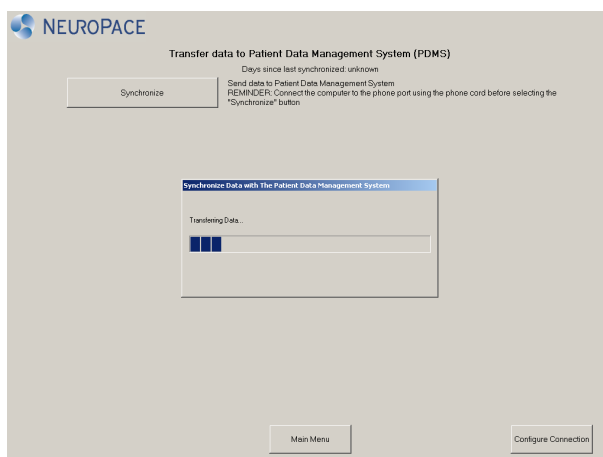 NEUROPACE
Transfer data to Patient Data Management System (PDMS)
Days since last synchronized: unknown
Synchronize
Send data to Patient Data Management System
REMINDER: Connect the computer to the phone port using the phone cord before selecting the
"Synchronize" button
Synchronize Data with The Patient Data Management System
Transferring Data...
Main Menu
Configure Connection